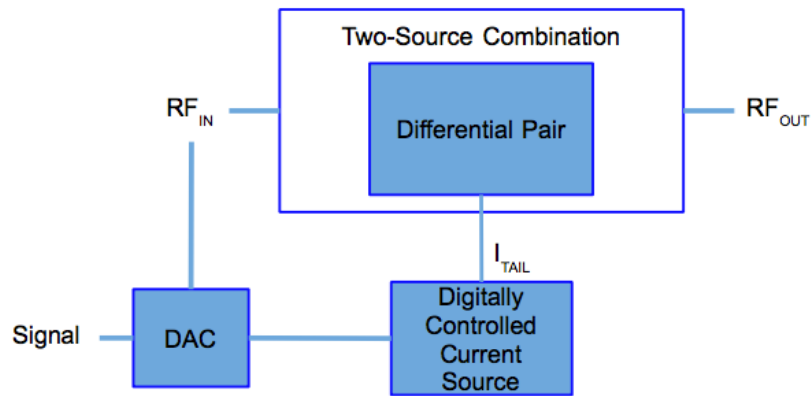 Two-Source Combination
RF_IN
Differential Pair
RF_OUT
I_TAIL
Signal
DAC
Digitally
Controlled
Current
Source